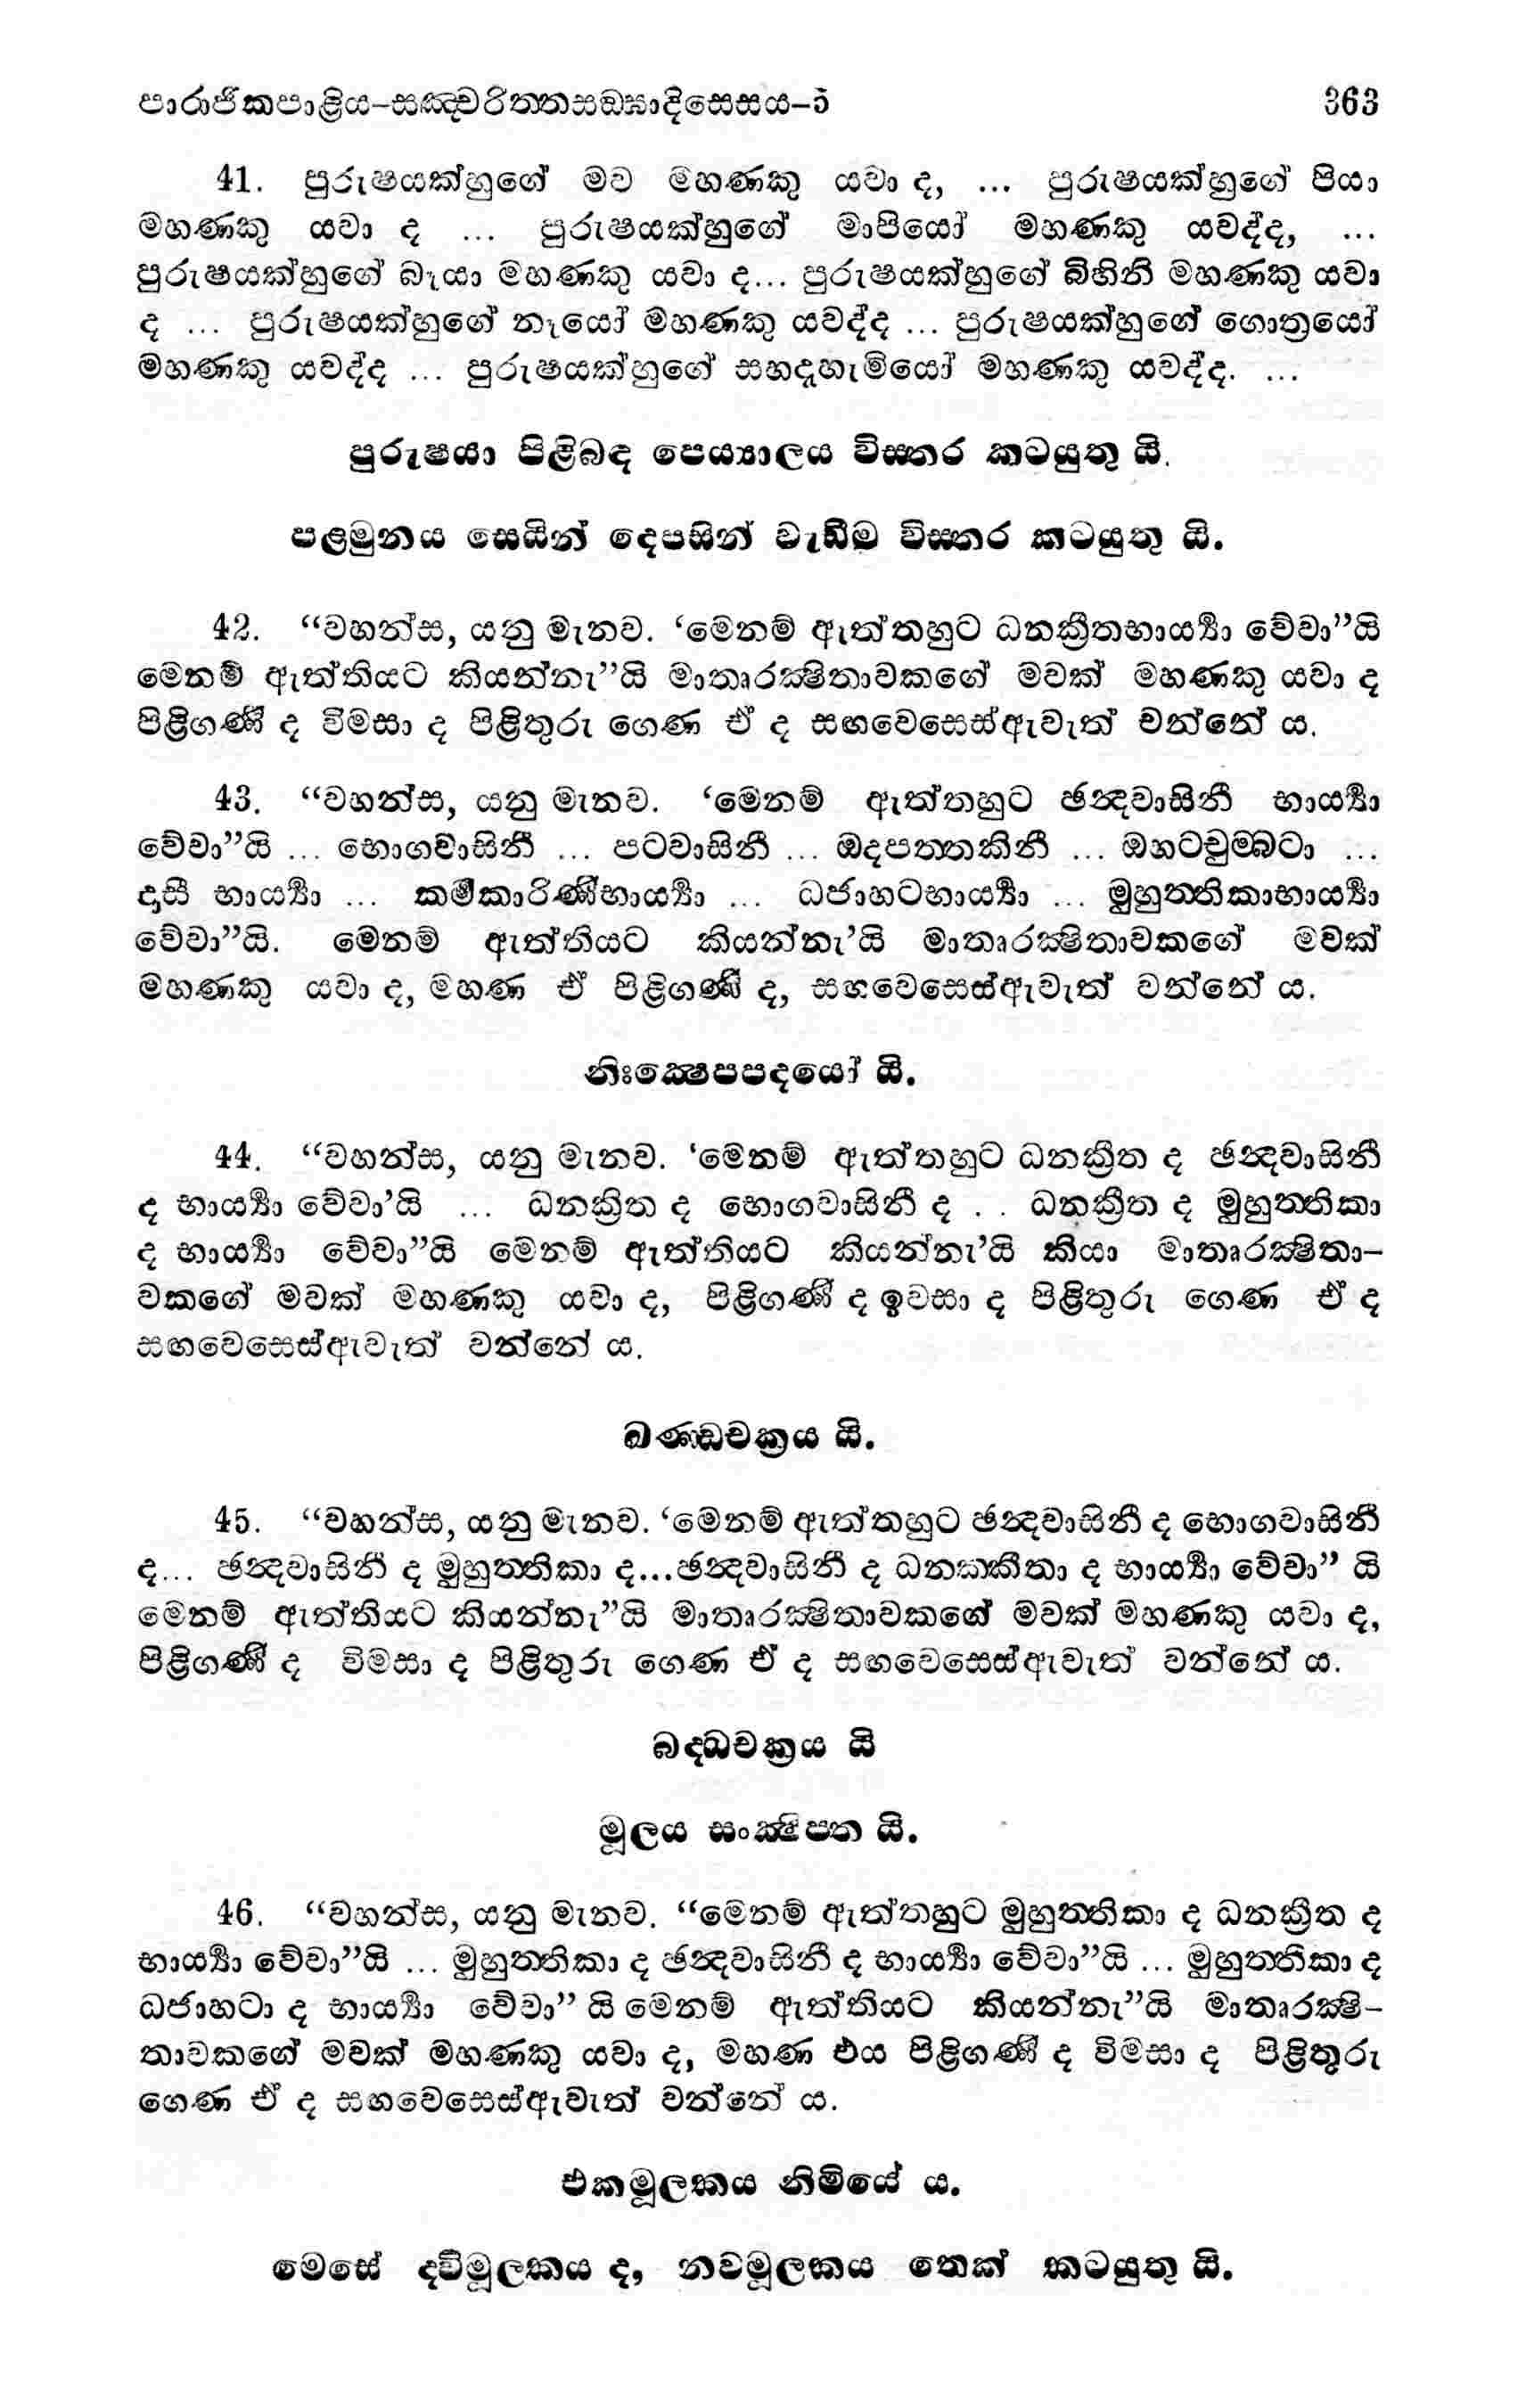 පාරාජිකපාළිය-සඤ්චරිත්තසඞ්ඝාදිසෙසය-5 363
41. පුරුෂයක්හුගේ මව මහණකු යවා ද, ... පුරුෂයක්හුගේ පියා
මහණකු යවා ද ... පුරුෂයක්හුගේ මාපියෝ මහණකු යවද්ද, ...
පුරුෂයක්හුගේ බෑයා මහණකු යවා ද... පුරුෂයක්හුගේ බිහිනි මහණකු යවා
ද ... පුරුෂයක්හුගේ නෑයෝ මහණකු යවද්ද ... පුරුෂයක්හුගේ ගොත්‍රයෝ
මහණකු යවද්ද ... පුරුෂයක්හුගේ සහදැහැමියෝ මහණකු යවද්ද. ...
පුරුෂයා පිළිබඳ පෙය්‍යාලය විස්තර කටයුතු යි.
පළමුනය සෙයින් දෙපසින් වැඩීම විස්තර කටයුතු යි.
42. “වහන්ස, යනු මැනව. ‘මෙනම් ඇත්තහුට ධනක්‍රීතභාර්‍ය්‍යා වේවා”යි
මෙනම් ඇත්තියට කියන්නැ”යි මාතෘරක්‍ෂිතාවකගේ මවක් මහණකු යවා ද
පිළිගණී ද විමසා ද පිළිතුරු ගෙණ ඒ ද සඟවෙසෙස්ඇවැත් වන්නේ ය.
43. “වහන්ස, යනු මැනව. ‘මෙනම් ඇත්තහුට ඡන්‍දවාසිනී භාර්‍ය්‍යා
වේවා”යි ... භොගවාසිනී ... පටවාසිනී ... ඔදපත්තකිනී ... ඔභටචුම්බටා ...
දාසී භාර්‍ය්‍යා ... කර්‍මකාරිණීභාර්‍ය්‍යා ... ධජාහටභාර්‍ය්‍යා ... මුහුත්තිකාභාර්‍ය්‍යා
වේවා”යි. මෙනම් ඇත්තියට කියන්නැ’යි මාතෘරක්‍ෂිතාවකගේ මවක්
මහණකු යවා ද, මහණ ඒ පිළිගණී ද, සඟවෙසෙස්ඇවැත් වන්නේ ය.
නිඃක්‍ෂෙපපදයෝ යි.
44. “වහන්ස, යනු මැනව. ‘මෙනම් ඇත්තහුට ධනක්‍රීත ද ඡන්‍දවාසිනී
ද භාර්‍ය්‍යා වේවා’යි ... ධනක්‍රීත ද භොගවාසිනී ද . . ධනක්‍රීත ද මුහුත්තිකා
ද භාර්‍ය්‍යා වේවා”යි මෙනම් ඇත්තියට කියන්නැ’යි කියා මාතෘරක්‍ෂිතා-
වකගේ මවක් මහණකු යවා ද, පිළිගණී ද ඉවසා ද පිළිතුරු ගෙණ ඒ ද
සඟවෙසෙස්ඇවැත් වන්නේ ය.
ඛණ්ඩචක්‍රය යි.
45. “වහන්ස, යනු මැනව. ‘මෙනම් ඇත්තහුට ඡන්‍දවාසිනී ද භොගවාසිනී
ද... ඡන්‍දවාසිනී ද මුහුත්තිකා ද...ඡන්‍දවාසිනී ද ධනක්කීතා ද භාර්‍ය්‍යා වේවා” යි
මෙනම් ඇත්තියට කියන්නැ”යි මාතෘරක්‍ෂිතාවකගේ මවක් මහණකු යවා ද,
පිළිගණී ද විමසා ද පිළිතුරු ගෙණ ඒ ද සඟවෙසෙස්ඇවැත් වන්නේ ය.
බද්ධචක්‍රය යි
මූලය සංක්‍ෂිප්ත යි.
46. “වහන්ස, යනු මැනව. “මෙනම් ඇත්තහුට මුහුත්තිකා ද ධනක්‍රීත ද
භාර්‍ය්‍යා වේවා”යි ... මුහුත්තිකා ද ඡන්‍දවාසිනී ද භාර්‍ය්‍යා වේවා”යි ... මුහුත්තිකා ද
ධජාහටා ද භාර්‍ය්‍යා වේවා” යි මෙනම් ඇත්තියට කියන්නැ”යි මාතෘරක්‍ෂි-
තාවකගේ මවක් මහණකු යවා ද, මහණ එය පිළිගණී ද විමසා ද පිළිතුරු
ගෙණ ඒ ද සඟවෙසෙස්ඇවැත් වන්නේ ය.
එකමූලකය නිමියේ ය.
මෙසේ ද්විමූලකය ද, නවමූලකය තෙක් කටයුතු යි.